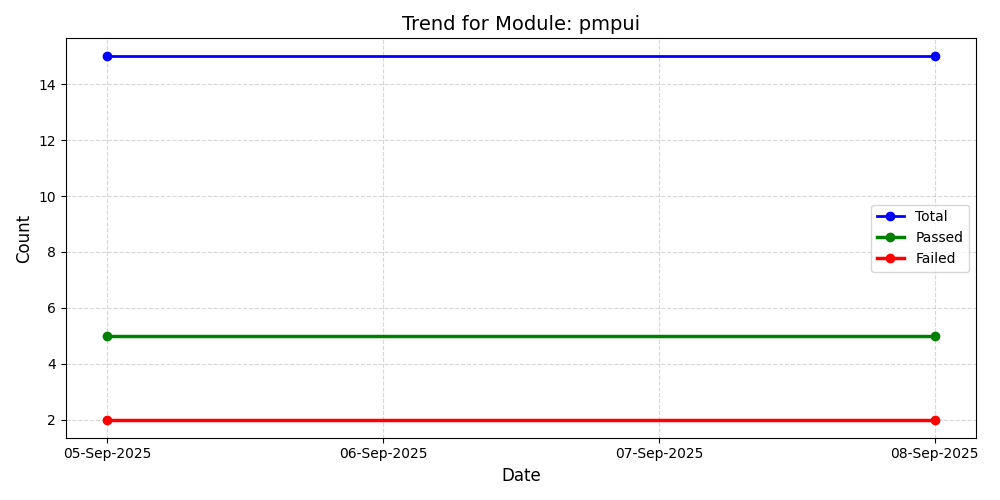 Trend for Module: pmpui
Count
14
12
10
8
6
4
2
Total
Passed
Failed
05-Sep-2025
06-Sep-2025
07-Sep-2025
08-Sep-2025
Date